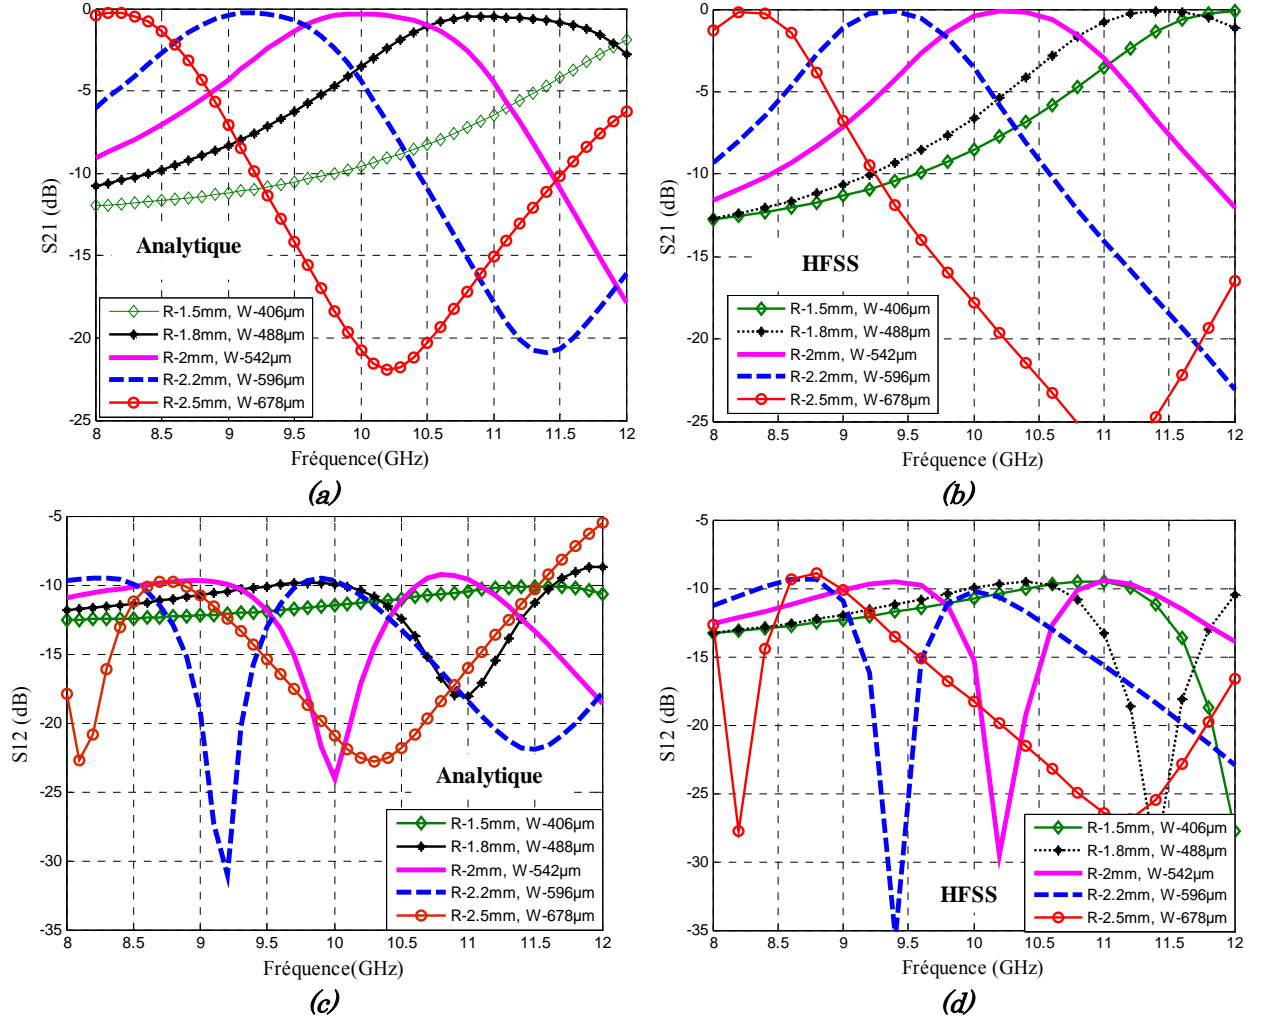 0
-5
-10
-15
-20
-25
S21 (dB)
Analytique
R-1.5mm, W-406µm
R-1.8mm, W-488µm
R-2mm, W-542µm
R-2.2mm, W-596µm
R-2.5mm, W-678µm
8 8.5 9 9.5 10 10.5 11 11.5 12
Fréquence(GHz)
(a)
0
-5
-10
-15
-20
-25
S21 (dB)
HFSS
R-1.5mm, W-406µm
R-1.8mm, W-488µm
R-2mm, W-542µm
R-2.2mm, W-596µm
R-2.5mm, W-678µm
8 8.5 9 9.5 10 10.5 11 11.5 12
Fréquence (GHz)
(b)
-5
-10
-15
-20
-25
-30
-35
S12 (dB)
Analytique
R-1.5mm, W-406µm
R-1.8mm, W-488µm
R-2mm, W-542µm
R-2.2mm, W-596µm
R-2.5mm, W-678µm
8 8.5 9 9.5 10 10.5 11 11.5 12
Fréquence(GHz)
(c)
-5
-10
-15
-20
-25
-30
-35
S12 (dB)
HFSS
R-1.5mm, W-406µm
R-1.8mm, W-488µm
R-2mm, W-542µm
R-2.2mm, W-596µm
R-2.5mm, W-678µm
8 8.5 9 9.5 10 10.5 11 11.5 12
Fréquence (GHz)
(d)